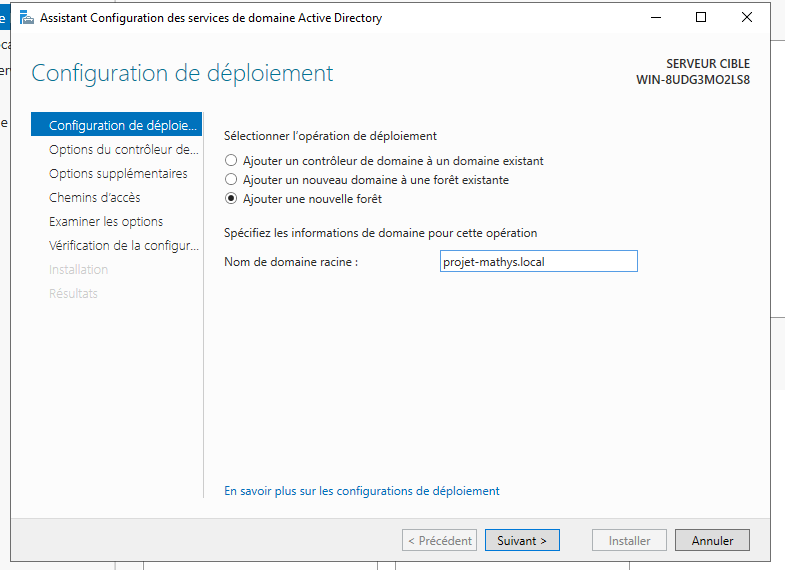 Assistant Configuration des services de domaine Active Directory
Configuration de déploiement
SERVEUR CIBLE
WIN-8UDG3MO2LS8
Configuration de déploie...
Options du contrôleur de...
Options supplémentaires
Chemins d'accès
Examiner les options
Vérification de la configur...
Installation
Résultats
Sélectionner l'opération de déploiement
Ajouter un contrôleur de domaine à un domaine existant
Ajouter un nouveau domaine à une forêt existante
Ajouter une nouvelle forêt
Spécifiez les informations de domaine pour cette opération
Nom de domaine racine :
projet-mathys.local
En savoir plus sur les configurations de déploiement
< Précédent
Suivant >
Installer
Annuler